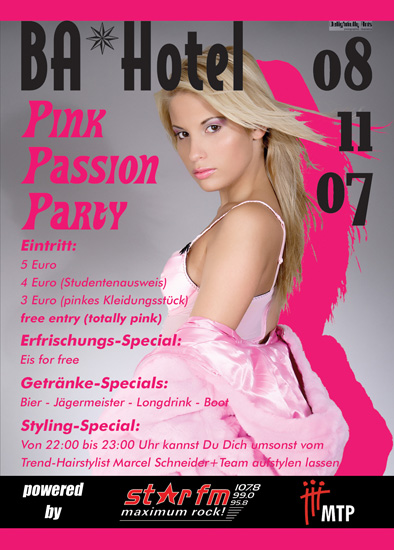 BA*Hotel
08
11
07
Pink
Passion
Party
Eintritt:
5 Euro
4 Euro (Studentenausweis)
3 Euro (pinkes Kleidungsstück)
free entry (totally pink)
Erfrischungs-Special:
Eis for free
Getränke-Specials:
Bier - Jägermeister - Longdrink - Boot
Styling-Special:
Von 22:00 bis 23:00 Uhr kannst Du Dich umsonst vom
Trend-Hairstylist Marcel Schneider+Team aufstylen lassen
powered
by
star fm
maximum rock!
107.8
99.0
95.8
MTP